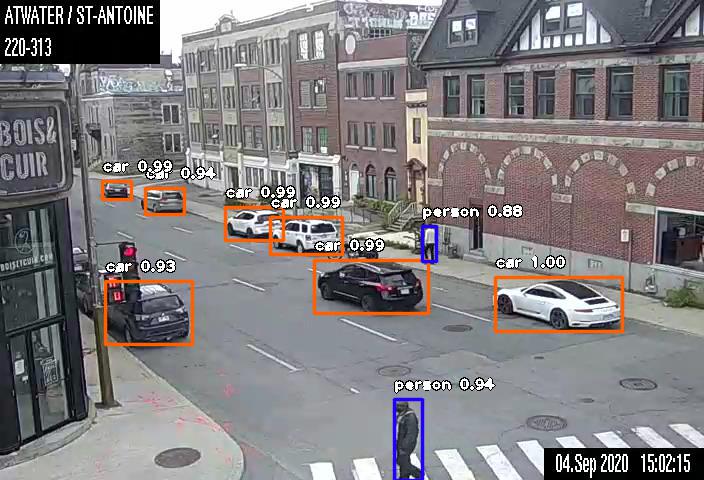 ATWATER / ST-ANTOINE
220-313
BOIS&
CUIR
car 0.99
car 0.94
car 0.99
car 0.99
person 0.88
car 0.99
car 0.93
car 1.00
BOISETCUIR.COM
person 0.94
04.Sep 2020 15:02:15